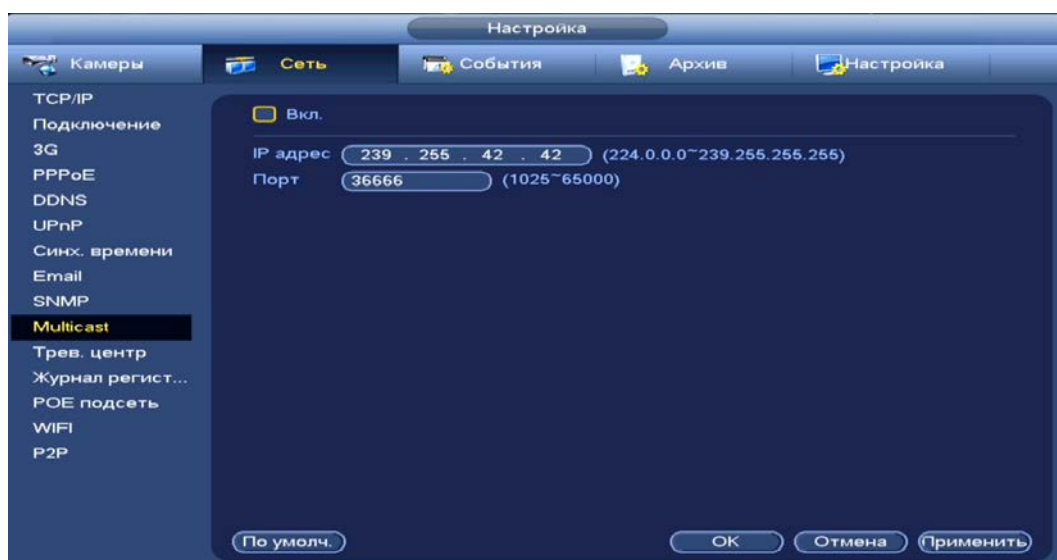 Настройка
Камеры
Сеть
События
Архив
Настройка
TCP/IP
Подключение
3G
PPPoE
DDNS
UPnP
Синх. времени
Email
SNMP
Multicast
Трев. центр
Журнал регист...
POE подсеть
WIFI
P2P
Вкл.
IP адрес 239 . 255 . 42 . 42 (224.0.0.0~239.255.255.255)
Порт 36666 (1025~65000)
По умолч. OK Отмена Применить